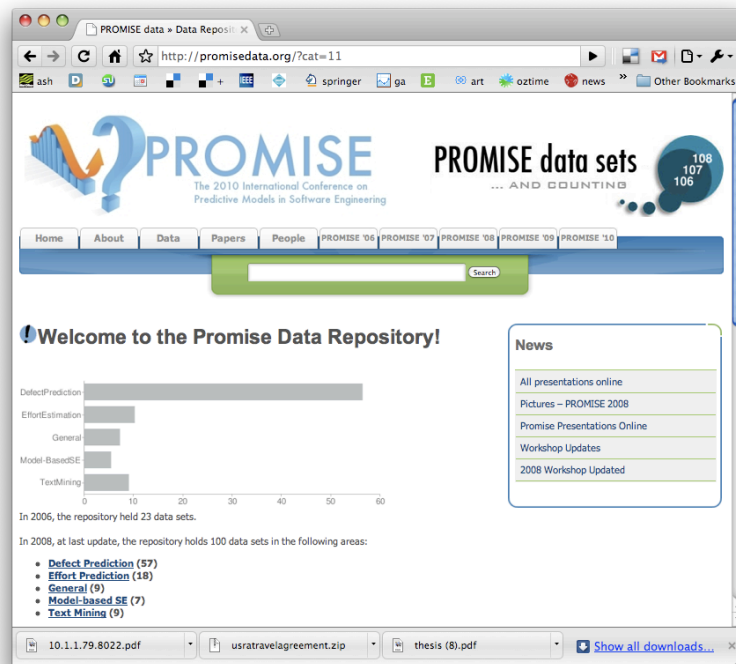 PROMISE data » Data Reposit
http://promisedata.org/?cat=11
ash
springer
ga
art
oztime
news
»
Other Bookmarks
PROMISE
The 2010 International Conference on
Predictive Models in Software Engineering
PROMISE data sets
... AND COUNTING
108
107
106
Home About Data Papers People PROMISE '06 PROMISE '07 PROMISE '08 PROMISE '09 PROMISE '10
Search
!Welcome to the Promise Data Repository!
DefectPrediction
EffortEstimation
General
Model-BasedSE
TextMining
0 10 20 30 40 50 60
In 2006, the repository held 23 data sets.
In 2008, at last update, the repository holds 100 data sets in the following areas:
Defect Prediction (57)
Effort Prediction (18)
General (9)
Model-based SE (7)
Text Mining (9)
News
All presentations online
Pictures – PROMISE 2008
Promise Presentations Online
Workshop Updates
2008 Workshop Updated
10.1.1.79.8022.pdf
usratravelagreement.zip
thesis (8).pdf
Show all downloads...